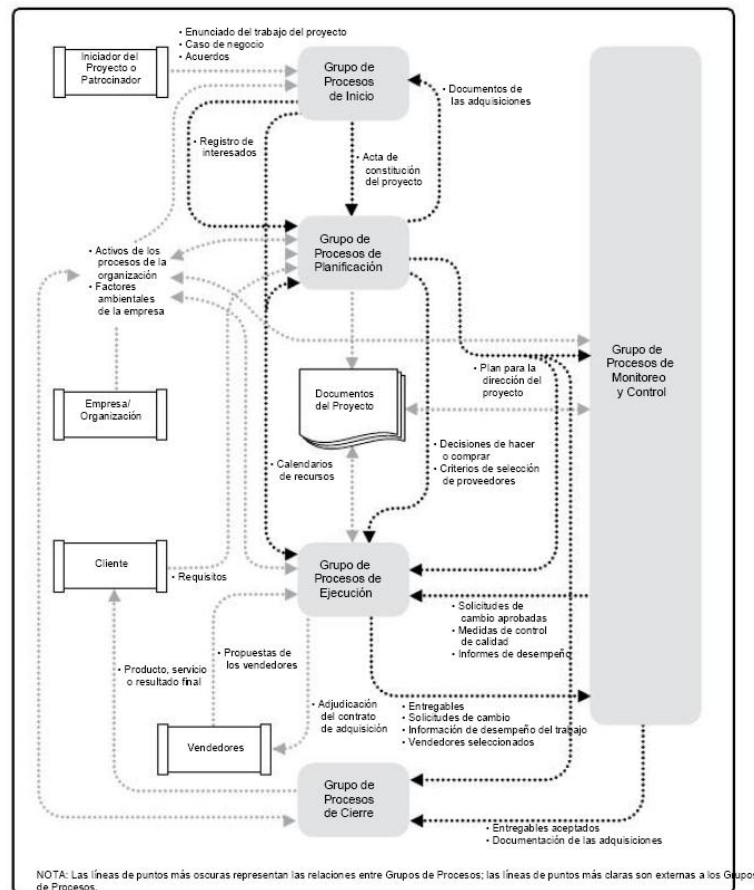 • Enunciado del trabajo del proyecto
• Caso de negocio
• Acuerdos
Iniciador del
Proyecto o
Patrocinador
Grupo de
Procesos
de Inicio
• Documentos de
las adquisiciones
• Registro de
interesados
• Acta de
constitución
del proyecto
Grupo de
Procesos de
Planificación
• Activos de los
procesos de la
organización
• Factores
ambientales
de la empresa
Empresa/
Organización
Documentos
del Proyecto
• Plan para la
dirección del
proyecto
Grupo de
Procesos de
Monitoreo
y Control
• Calendarios
de recursos
• Decisiones de hacer
o comprar
• Criterios de selección
de proveedores
Cliente
• Requisitos
Grupo de
Procesos de
Ejecución
• Solicitudes de
cambio aprobadas
• Medidas de control
de calidad
• Informes de desempeño
• Propuestas de
los vendedores
• Producto, servicio
o resultado final
• Adjudicación
del contrato
de adquisición
• Entregables
• Solicitudes de cambio
• Información de desempeño del trabajo
• Vendedores seleccionados
Vendedores
Grupo de
Procesos
de Cierre
• Entregables aceptados
• Documentación de las adquisiciones
NOTA: Las líneas de puntos más oscuras representan las relaciones entre Grupos de Procesos; las líneas de puntos más claras son externas a los Grupos
de Procesos.